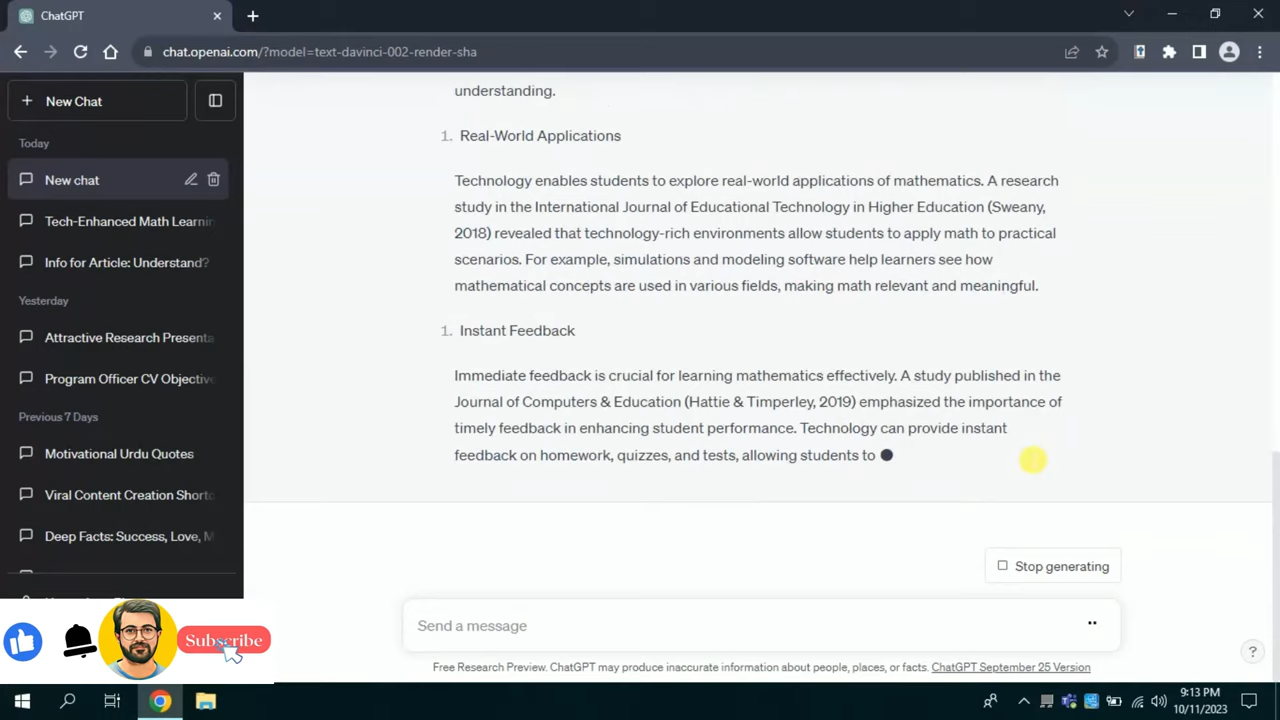 ChatGPT
chat.openai.com/?model=text-davinci-002-render-sha
New Chat
Today
New chat
Tech-Enhanced Math Learnin
Info for Article: Understand?
Yesterday
Attractive Research Presenta
Program Officer CV Objective
Previous 7 Days
Motivational Urdu Quotes
Viral Content Creation Shorto
Deep Facts: Success, Love, M
Subscribe
understanding.
1. Real-World Applications
Technology enables students to explore real-world applications of mathematics. A research
study in the International Journal of Educational Technology in Higher Education (Sweany,
2018) revealed that technology-rich environments allow students to apply math to practical
scenarios. For example, simulations and modeling software help learners see how
mathematical concepts are used in various fields, making math relevant and meaningful.
1. Instant Feedback
Immediate feedback is crucial for learning mathematics effectively. A study published in the
Journal of Computers & Education (Hattie & Timperley, 2019) emphasized the importance of
timely feedback in enhancing student performance. Technology can provide instant
feedback on homework, quizzes, and tests, allowing students to
Stop generating
Send a message
Free Research Preview. ChatGPT may produce inaccurate information about people, places, or facts. ChatGPT September 25 Version
?
9:13 PM
10/11/2023